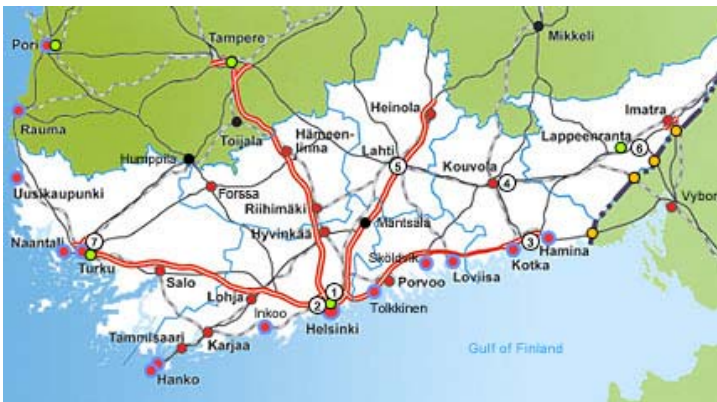 Pori
Tampere
Mikkeli
Rauma
Toijala
Hämeen-
linna
Heinola
Imatra
Lappeenranta
6
Humppila
Lahti
5
Kouvola
4
Uusikaupunki
Forssa
Riihimäki
Vybor
Hyvinkää
Mäntsälä
Naantali
7
Turku
Salo
Lohja
Sköldvik
Loviisa
Porvoo
3
Hamina
Kotka
Tolkkinen
1
2
Helsinki
Inkoo
Tammisaari
Karjaa
Hanko
Gulf of Finland